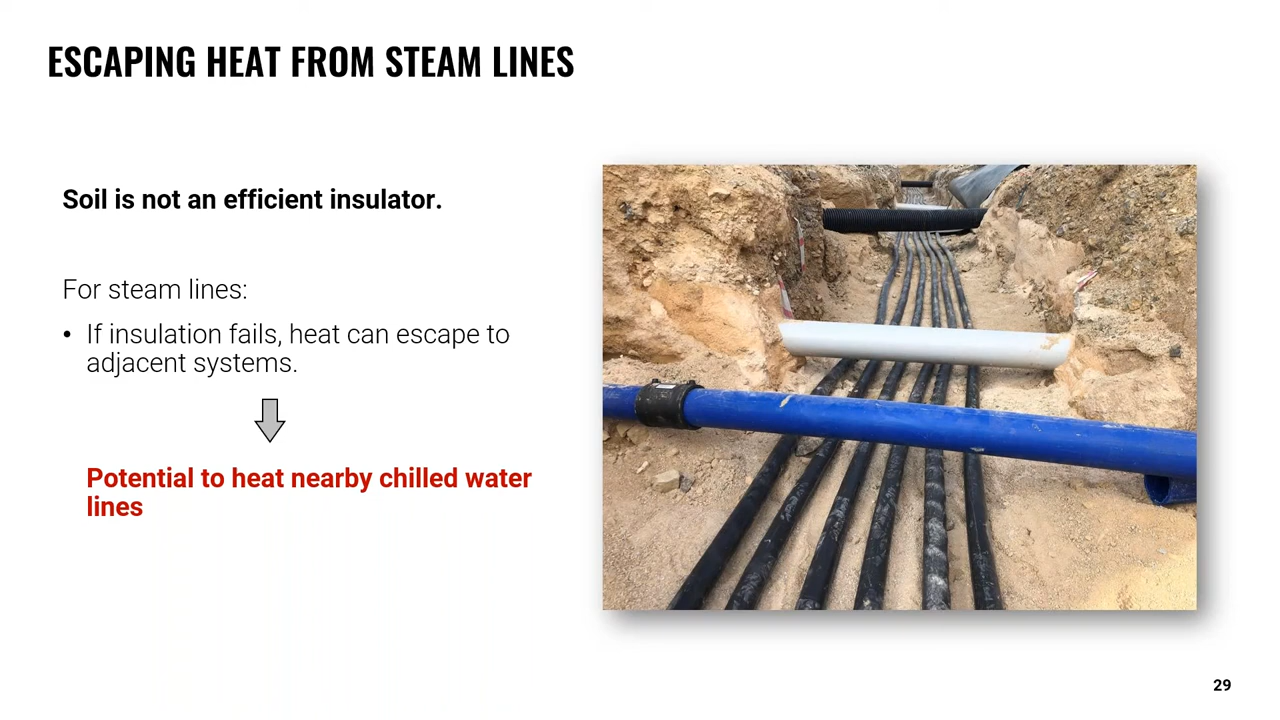 ESCAPING HEAT FROM STEAM LINES
Soil is not an efficient insulator.
For steam lines:
• If insulation fails, heat can escape to
adjacent systems.
Potential to heat nearby chilled water
lines
29